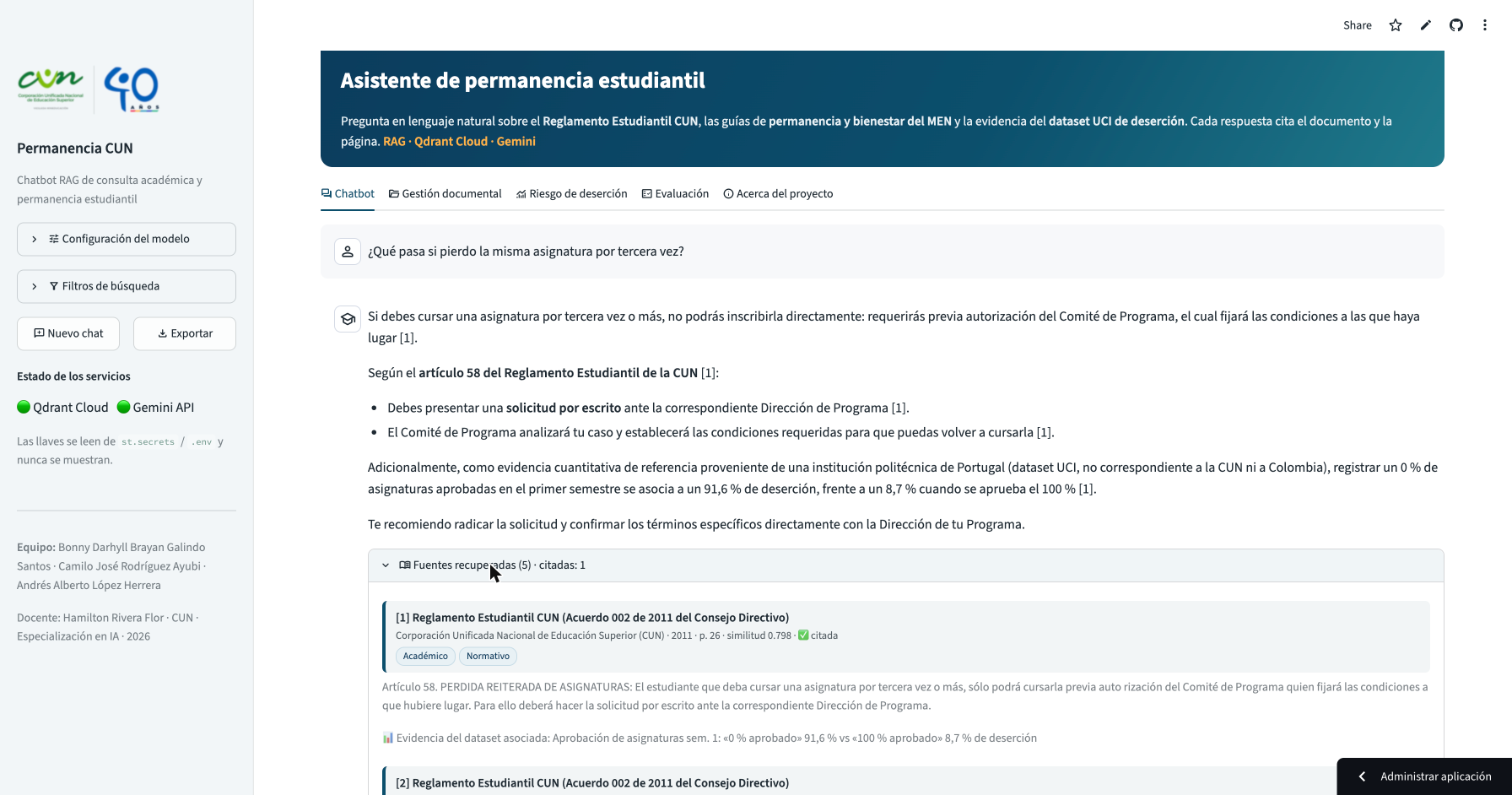 Share
cun
Corporación Unificada Nacional
de Educación Superior
40
AÑOS
Permanencia CUN
Chatbot RAG de consulta académica y
permanencia estudiantil
Configuración del modelo
Filtros de búsqueda
Nuevo chat
Exportar
Estado de los servicios
Qdrant Cloud
Gemini API
Las llaves se leen de st.secrets / .env y
nunca se muestran.
Equipo: Bonny Darhyll Brayan Galindo
Santos · Camilo José Rodríguez Ayubi ·
Andrés Alberto López Herrera
Docente: Hamilton Rivera Flor · CUN ·
Especialización en IA · 2026
Asistente de permanencia estudiantil
Pregunta en lenguaje natural sobre el Reglamento Estudiantil CUN, las guías de permanencia y bienestar del MEN y la evidencia del dataset UCI de deserción. Cada respuesta cita el documento y la
página. RAG · Qdrant Cloud · Gemini
Chatbot
Gestión documental
Riesgo de deserción
Evaluación
Acerca del proyecto
¿Qué pasa si pierdo la misma asignatura por tercera vez?
Si debes cursar una asignatura por tercera vez o más, no podrás inscribirla directamente: requerirás previa autorización del Comité de Programa, el cual fijará las condiciones a las que haya
lugar [1].
Según el artículo 58 del Reglamento Estudiantil de la CUN [1]:
• Debes presentar una solicitud por escrito ante la correspondiente Dirección de Programa [1].
• El Comité de Programa analizará tu caso y establecerá las condiciones requeridas para que puedas volver a cursarla [1].
Adicionalmente, como evidencia cuantitativa de referencia proveniente de una institución politécnica de Portugal (dataset UCI, no correspondiente a la CUN ni a Colombia), registrar un 0 % de
asignaturas aprobadas en el primer semestre se asocia a un 91,6 % de deserción, frente a un 8,7 % cuando se aprueba el 100 % [1].
Te recomiendo radicar la solicitud y confirmar los términos específicos directamente con la Dirección de tu Programa.
Fuentes recuperadas (5) · citadas: 1
[1] Reglamento Estudiantil CUN (Acuerdo 002 de 2011 del Consejo Directivo)
Corporación Unificada Nacional de Educación Superior (CUN) · 2011 · p. 26 · similitud 0.798 · ✅ citada
Académico
Normativo
Artículo 58. PERDIDA REITERADA DE ASIGNATURAS: El estudiante que deba cursar una asignatura por tercera vez o más, sólo podrá cursarla previa auto rización del Comité de Programa quien fijará las condiciones a
que hubiere lugar. Para ello deberá hacer la solicitud por escrito ante la correspondiente Dirección de Programa.
📊 Evidencia del dataset asociada: Aprobación de asignaturas sem. 1: «0 % aprobado» 91,6 % vs «100 % aprobado» 8,7 % de deserción
[2] Reglamento Estudiantil CUN (Acuerdo 002 de 2011 del Consejo Directivo)
Administrar aplicación